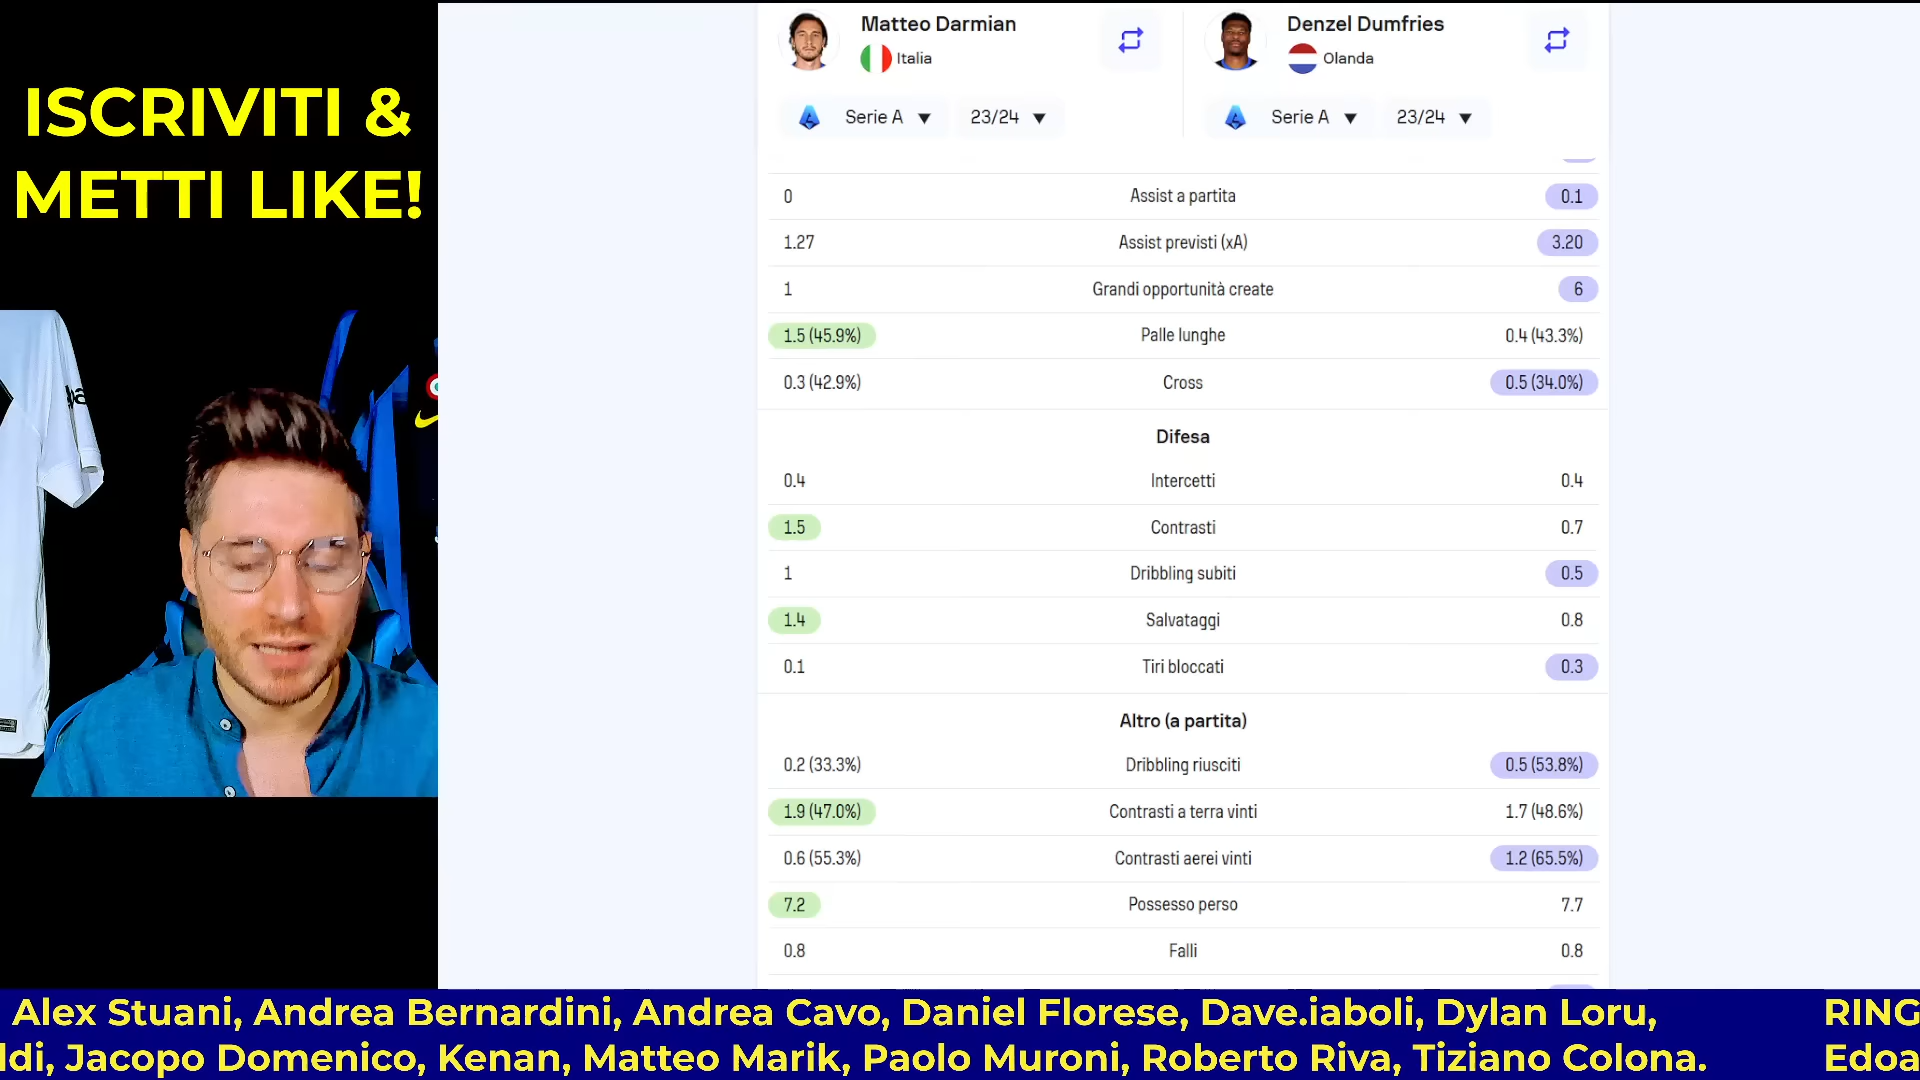 ISCRIVITI &
METTI LIKE!
Matteo Darmian
Italia
Denzel Dumfries
Olanda
Serie A ▼ 23/24 ▼
Serie A ▼ 23/24 ▼
0 Assist a partita 0.1
1.27 Assist previsti (xA) 3.20
1 Grandi opportunità create 6
1.5 (45.9%) Palle lunghe 0.4 (43.3%)
0.3 (42.9%) Cross 0.5 (34.0%)
Difesa
0.4 Intercetti 0.4
1.5 Contrasti 0.7
1 Dribbling subiti 0.5
1.4 Salvataggi 0.8
0.1 Tiri bloccati 0.3
Altro (a partita)
0.2 (33.3%) Dribbling riusciti 0.5 (53.8%)
1.9 (47.0%) Contrasti a terra vinti 1.7 (48.6%)
0.6 (55.3%) Contrasti aerei vinti 1.2 (65.5%)
7.2 Possesso perso 7.7
0.8 Falli 0.8
Alex Stuani, Andrea Bernardini, Andrea Cavo, Daniel Florese, Dave.iaboli, Dylan Loru, RING
ldi, Jacopo Domenico, Kenan, Matteo Marik, Paolo Muroni, Roberto Riva, Tiziano Colona. Edoa